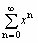 ∞
∑ xⁿ
n=0